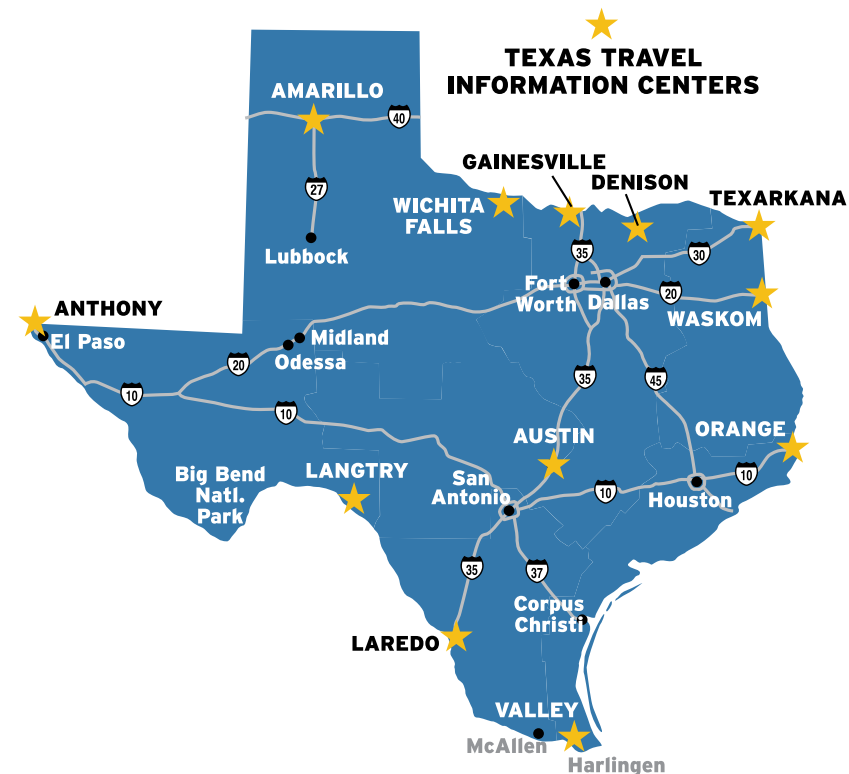 TEXAS TRAVEL
INFORMATION CENTERS
AMARILLO
40
27
Lubbock
GAINESVILLE
DENISON
TEXARKANA
WICHITA
FALLS
35
30
Fort
Worth
Dallas
20
WASKOM
ANTHONY
El Paso
Midland
Odessa
20
10
10
35
45
AUSTIN
ORANGE
Big Bend
Natl.
Park
LANGTRY
San
Antonio
10
Houston
10
35
37
Corpus
Christi
LAREDO
VALLEY
McAllen
Harlingen